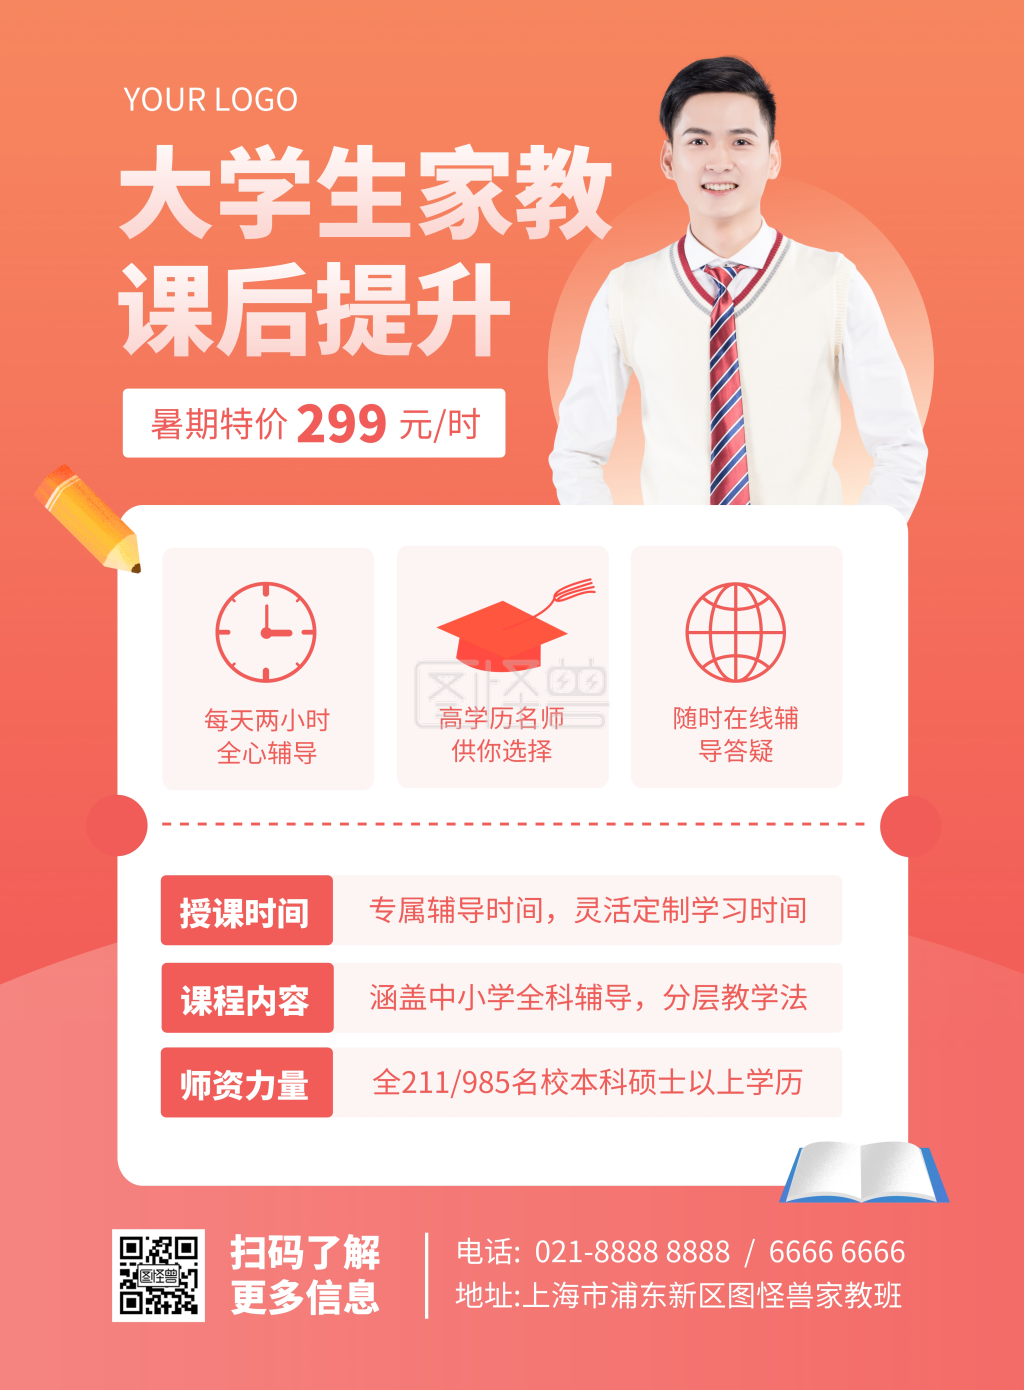 YOUR LOGO
大学生家教
课后提升
暑期特价 299 元/时
每天两小时
全心辅导
图怪兽
高学历名师
供你选择
随时在线辅
导答疑
授课时间
专属辅导时间，灵活定制学习时间
课程内容
涵盖中小学全科辅导，分层教学法
师资力量
全211/985名校本科硕士以上学历
图怪兽
扫码了解
更多信息
电话: 021-8888 8888 / 6666 6666
地址:上海市浦东新区图怪兽家教班